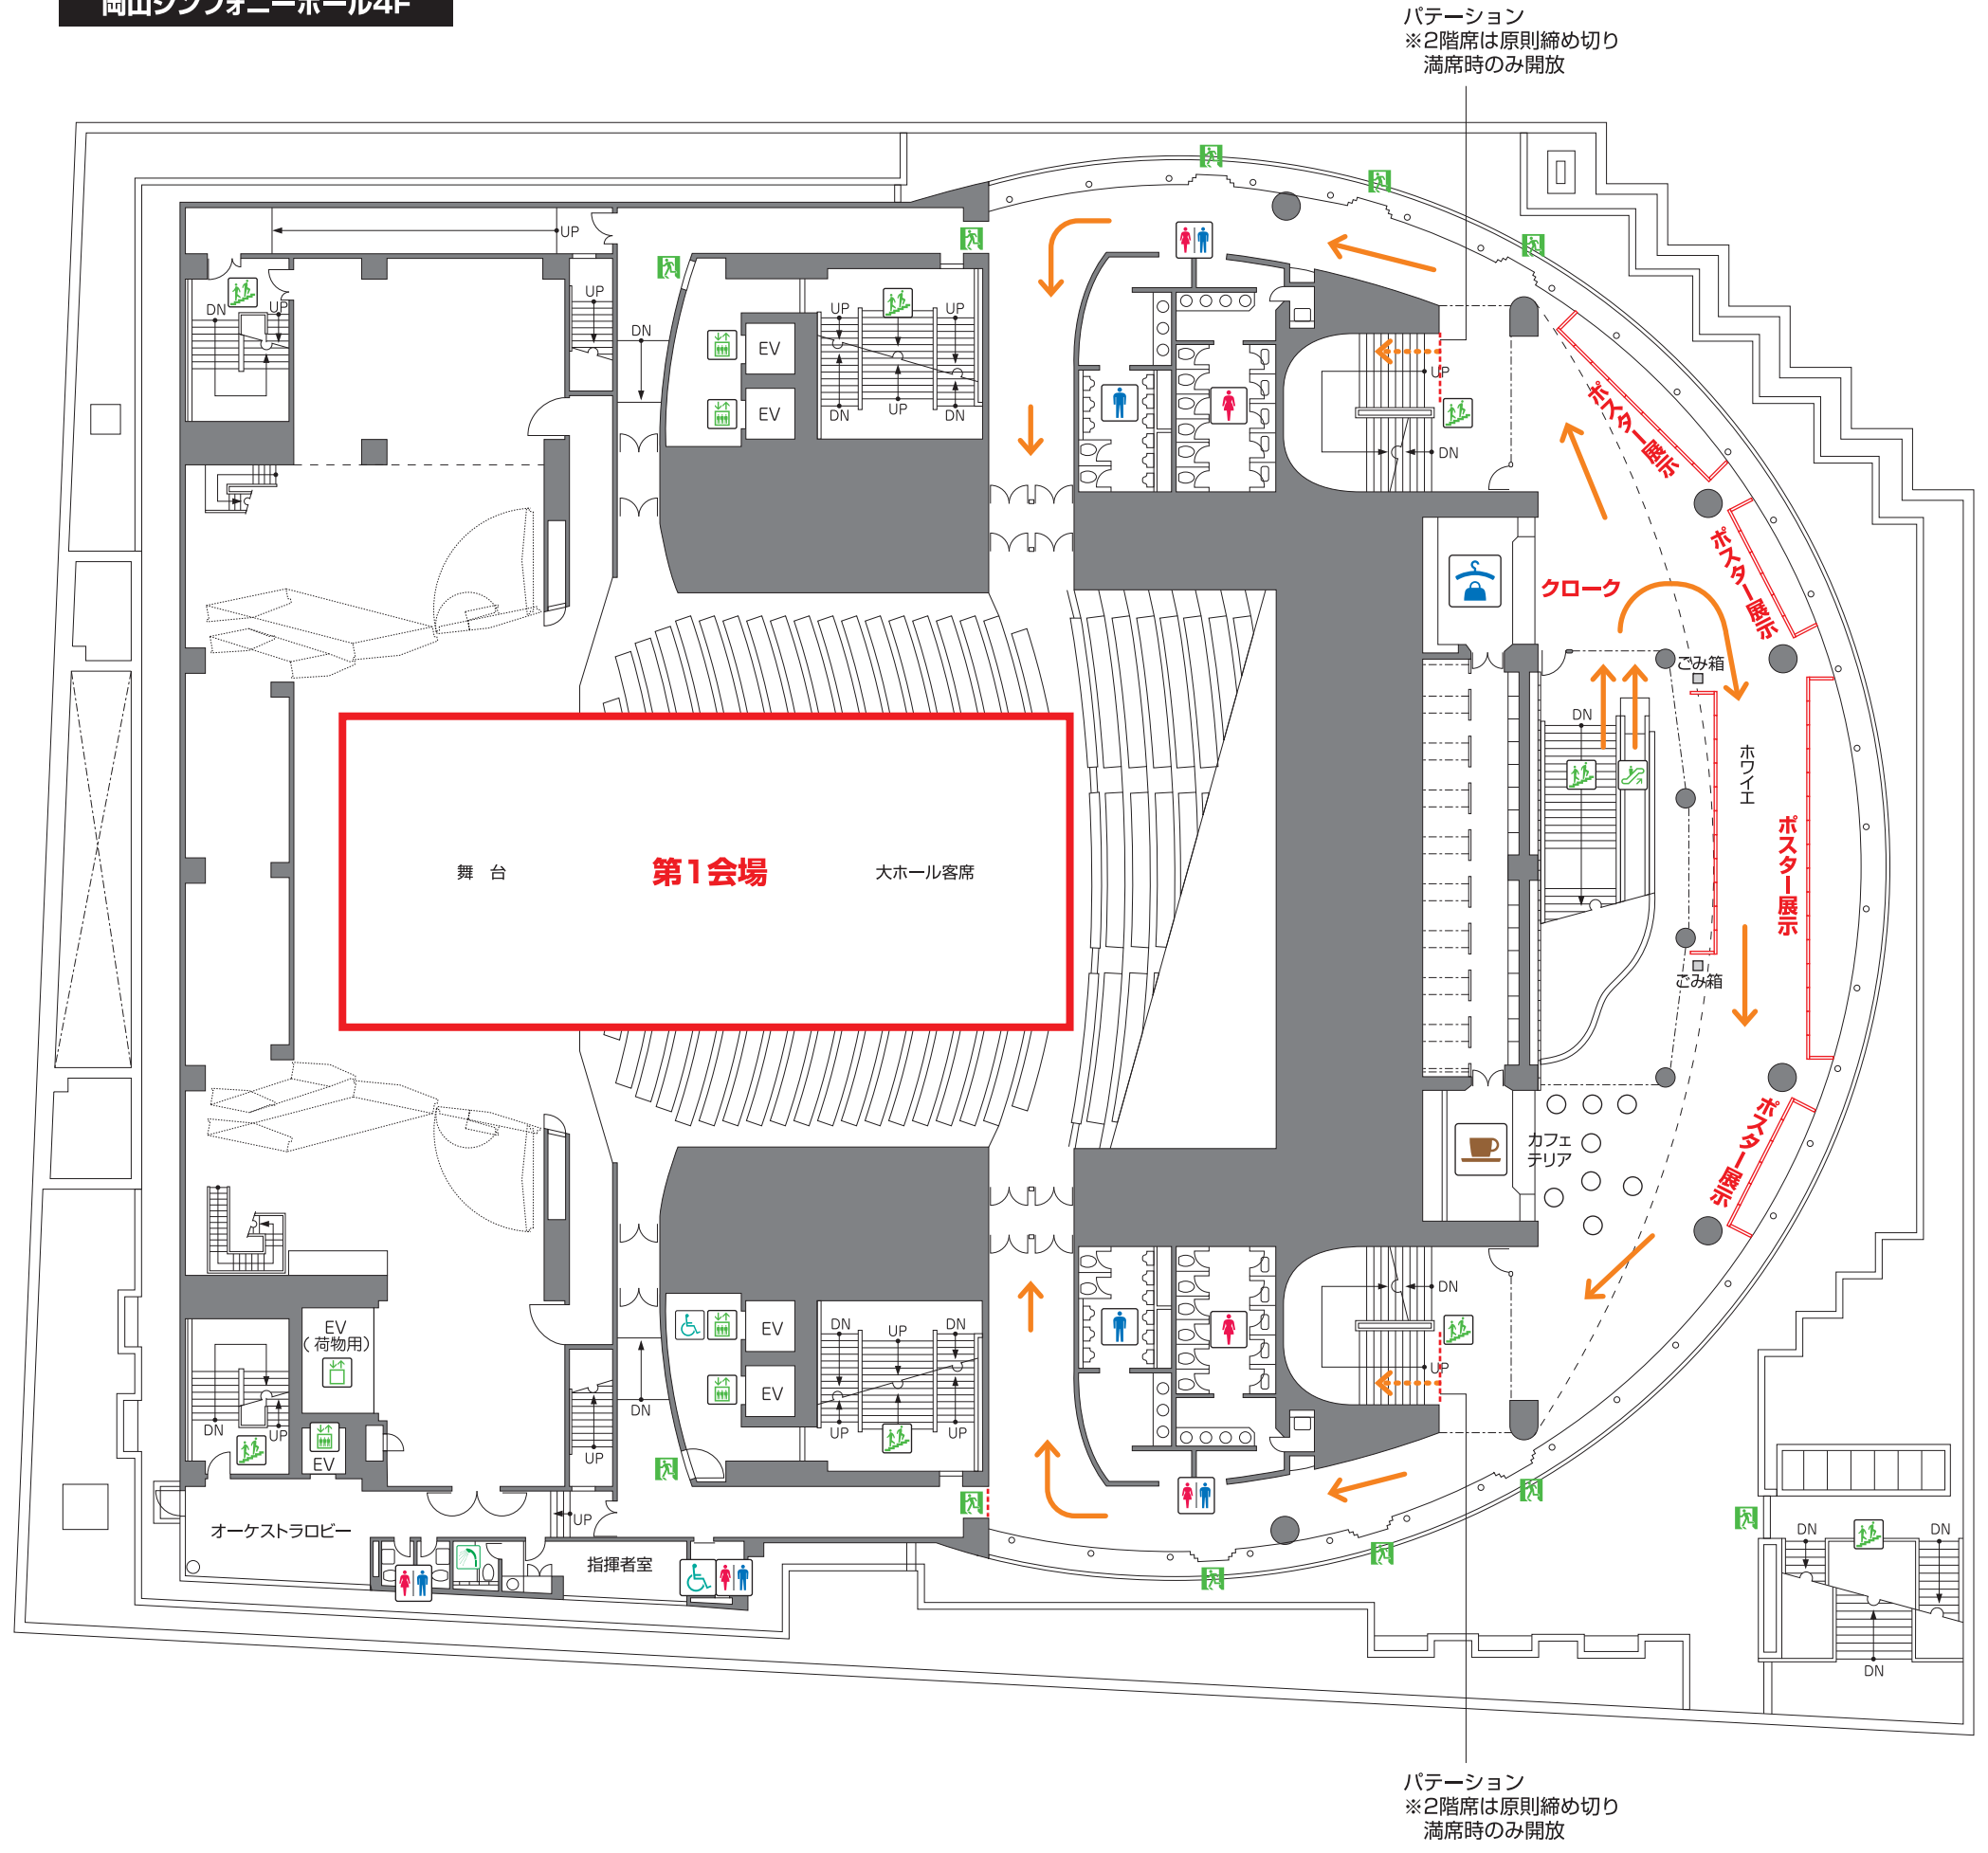 岡山シンフォニーホール4F
パテーション
※2階席は原則締め切り
満席時のみ開放
UP
DN
UP
UP
DN
UP
UP
DN
UP
DN
EV
EV
UP
DN
DN
ポスター展示
ポスター展示
クローク
ごみ箱
DN
ホワイエ
舞 台
第1会場
大ホール客席
ポスター展示
ごみ箱
カフェ
テリア
ポスター展示
EV
(荷物用)
DN
UP
DN
EV
EV
DN
UP
DN
UP
DN
UP
EV
DN
UP
UP
UP
UP
オーケストラロビー
指揮者室
DN
DN
DN
パテーション
※2階席は原則締め切り
満席時のみ開放